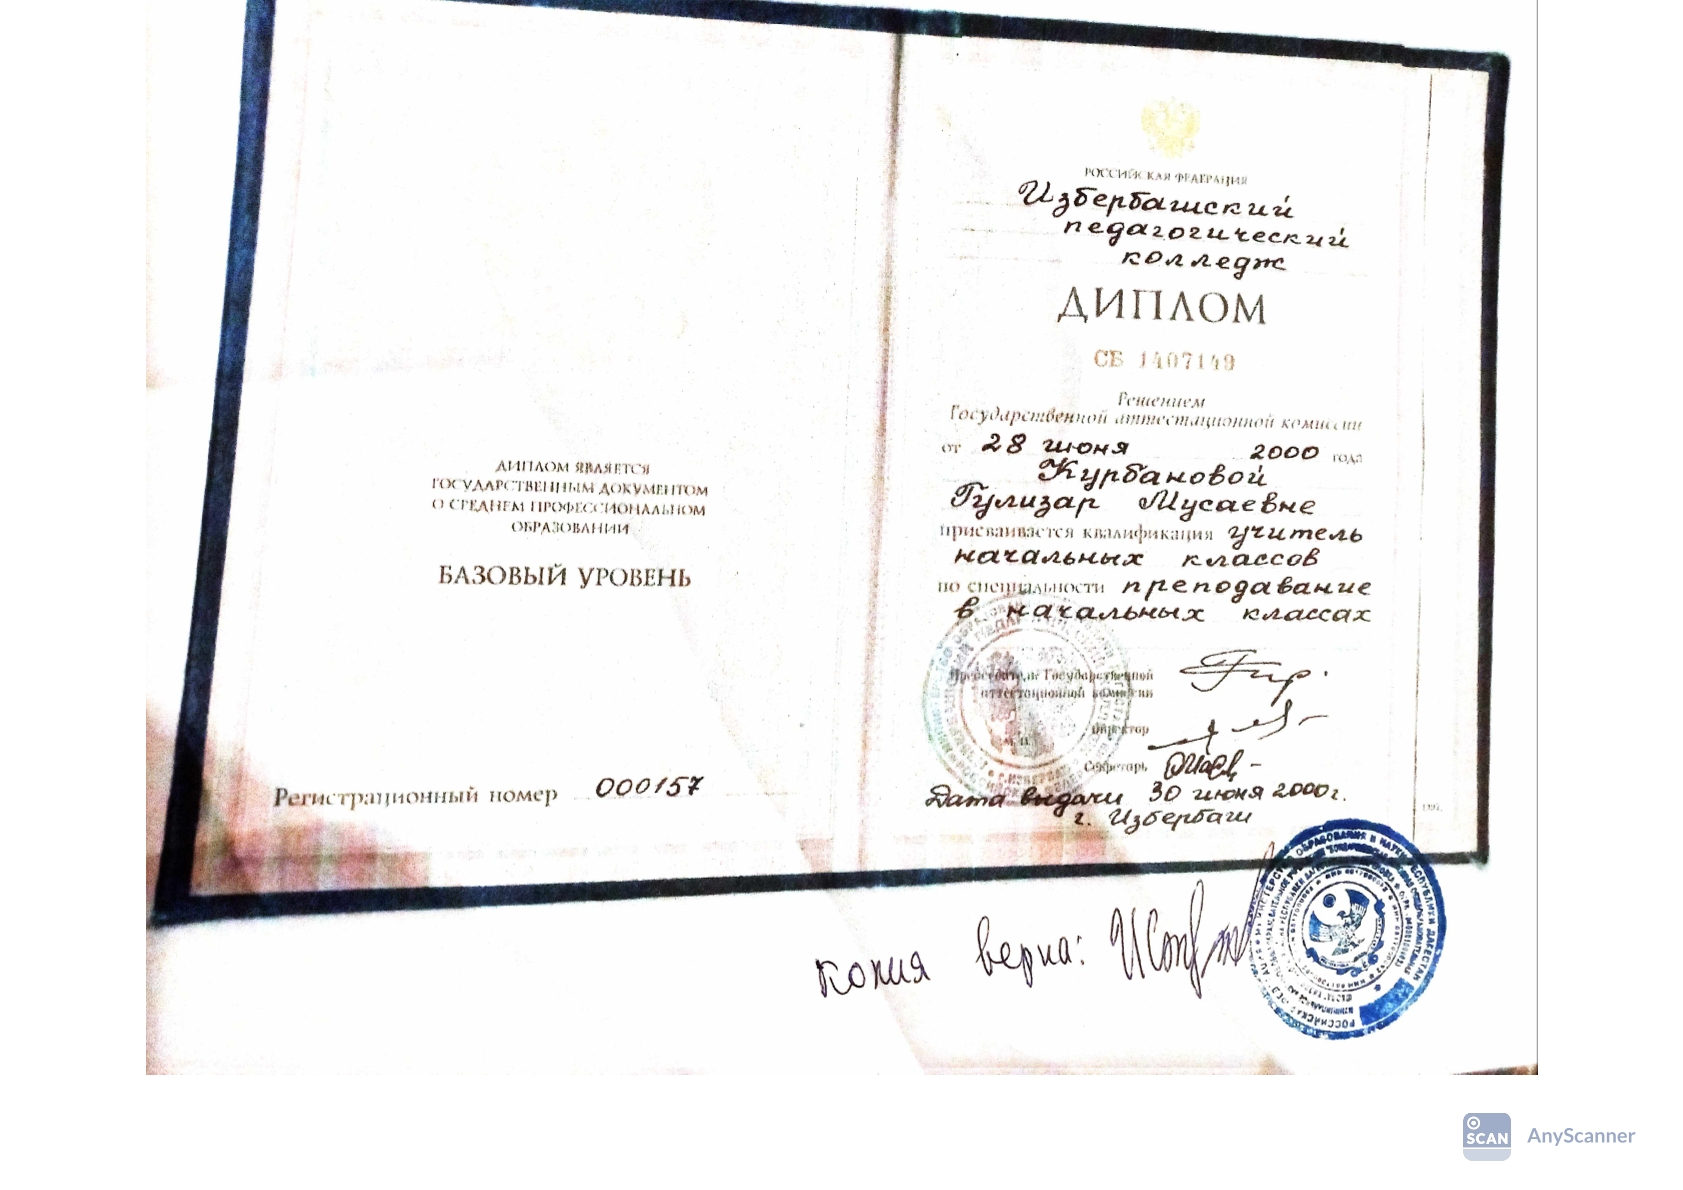 ДИПЛОМ ЯВЛЯЕТСЯ
ГОСУДАРСТВЕННЫМ ДОКУМЕНТОМ
О СРЕДНЕМ ПРОФЕССИОНАЛЬНОМ
ОБРАЗОВАНИИ
БАЗОВЫЙ УРОВЕНЬ
Регистрационный номер 000157
РОССИЙСКАЯ ФЕДЕРАЦИЯ
Избербашский
педагогический
колледж
ДИПЛОМ
СБ 1407149
Решением
Государственной аттестационной комиссии
от 28 июня 2000 года
Курбановой
Гулизар Мусаевне
присваивается квалификация учитель
начальных классов
по специальности преподавание
в начальных классах
Председатель Государственной
аттестационной комиссии
Директор
М.П.
Секретарь
Дата выдачи 30 июня 2000г.
г. Избербаш
копия верна:
SCAN AnyScanner